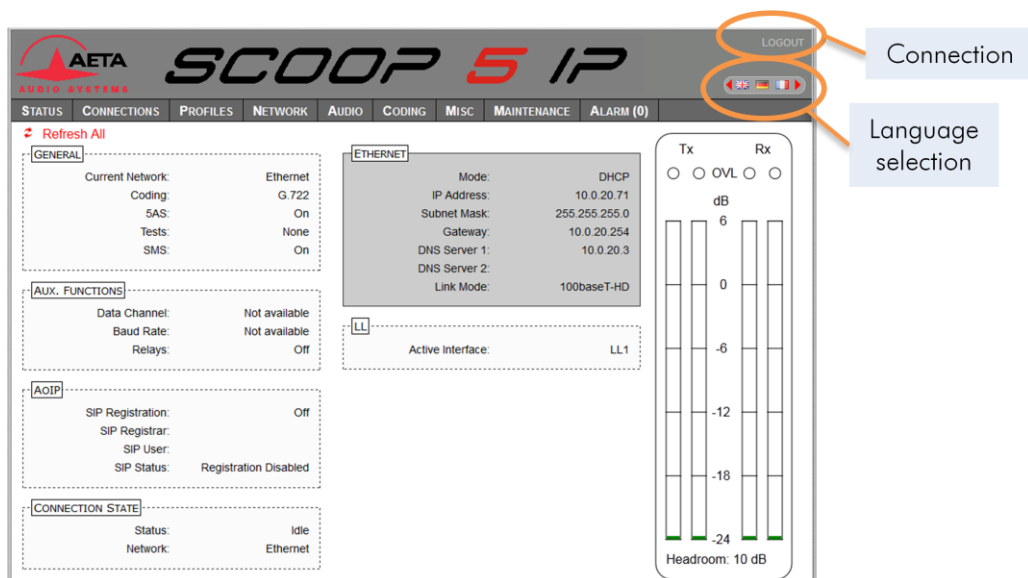 AETA
AUDIO SYSTEMS
SCOOP 5 IP
LOGOUT
Connection
Language
selection
STATUS CONNECTIONS PROFILES NETWORK AUDIO CODING MISC MAINTENANCE ALARM (0)
Refresh All
GENERAL
Current Network: Ethernet
Coding: G.722
5AS: On
Tests: None
SMS: On
AUX. FUNCTIONS
Data Channel: Not available
Baud Rate: Not available
Relays: Off
AOIP
SIP Registration: Off
SIP Registrar:
SIP User:
SIP Status: Registration Disabled
CONNECTION STATE
Status: Idle
Network: Ethernet
ETHERNET
Mode: DHCP
IP Address: 10.0.20.71
Subnet Mask: 255.255.255.0
Gateway: 10.0.20.254
DNS Server 1: 10.0.20.3
DNS Server 2:
Link Mode: 100baseT-HD
LL
Active Interface: LL1
Tx Rx
OVL
dB
6
0
-6
-12
-18
-24
Headroom: 10 dB